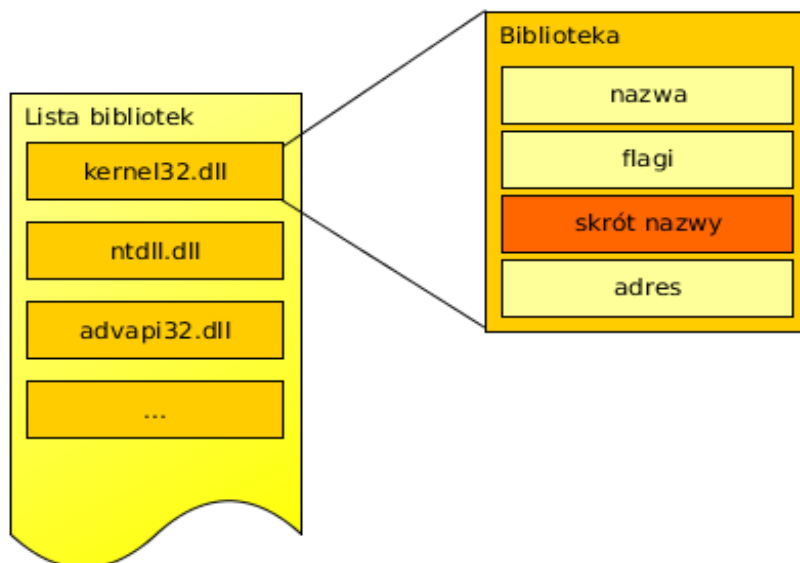 Lista bibliotek
kernel32.dll
ntdll.dll
advapi32.dll
...
Biblioteka
nazwa
flagi
skrót nazwy
adres